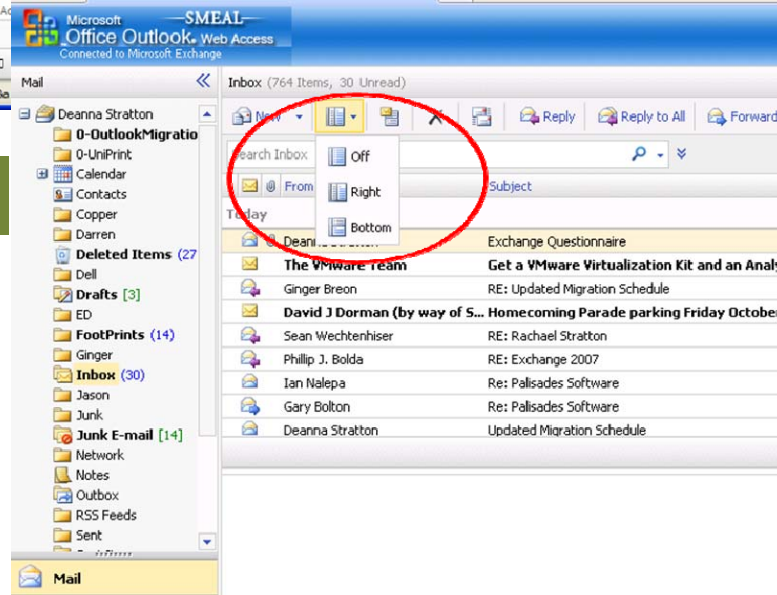 Microsoft SMEAL
Office Outlook Web Access
Connected to Microsoft Exchange
Mail
Inbox (764 Items, 30 Unread)
New Reply Reply to All Forward
Search Inbox
Off
Right
Bottom
From Subject
Today
Deanna Stratton Exchange Questionnaire
The VMware Team Get a VMware Virtualization Kit and an Analy
Ginger Breon RE: Updated Migration Schedule
David J Dorman (by way of S... Homecoming Parade parking Friday Octobe
Sean Wechtenhiser RE: Rachael Stratton
Phillip J. Bolda RE: Exchange 2007
Ian Nalepa Re: Palisades Software
Gary Bolton Re: Palisades Software
Deanna Stratton Updated Migration Schedule
Deanna Stratton
0-OutlookMigratio
0-UniPrint
Calendar
Contacts
Copper
Darren
Deleted Items (27
Dell
Drafts [3]
ED
FootPrints (14)
Ginger
Inbox (30)
Jason
Junk
Junk E-mail [14]
Network
Notes
Outbox
RSS Feeds
Sent
Mail